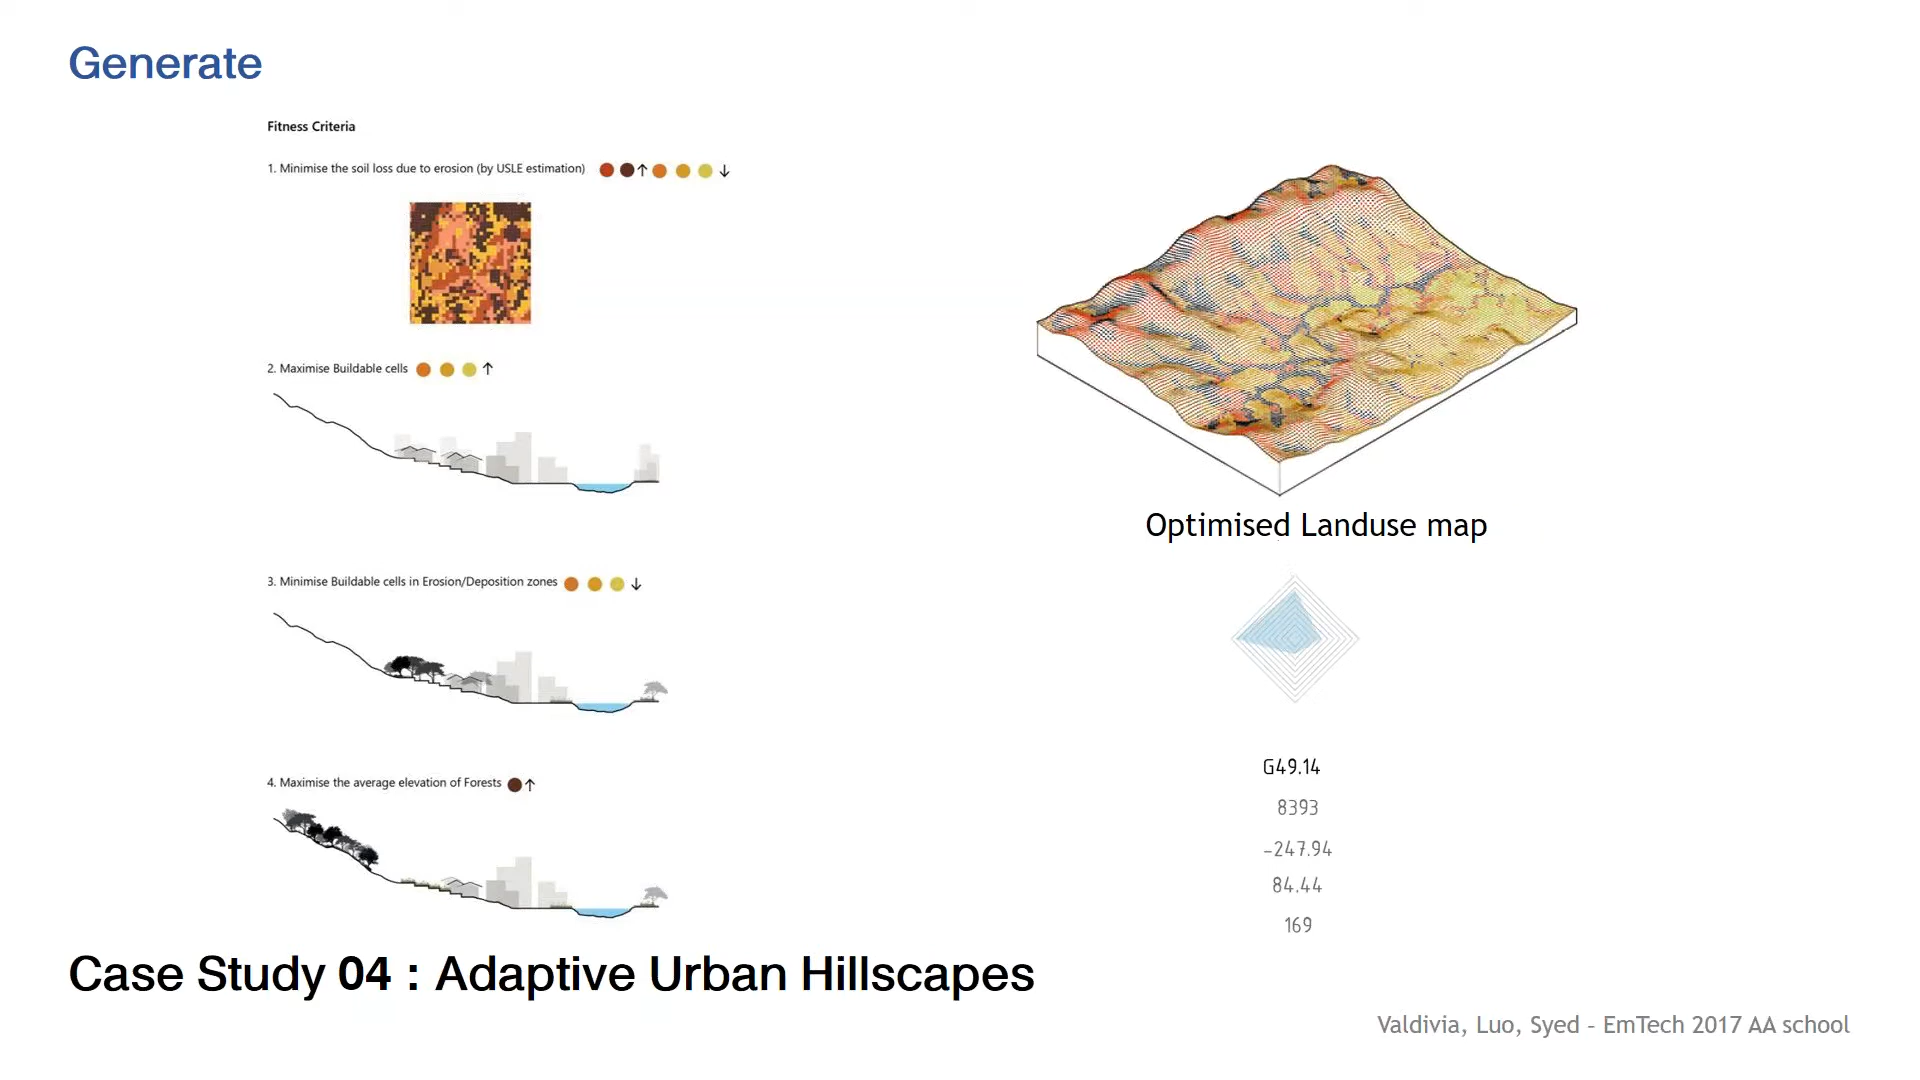 Generate
Fitness Criteria
1. Minimise the soil loss due to erosion (by USLE estimation)
2. Maximise Buildable cells
3. Minimise Buildable cells in Erosion/Deposition zones
4. Maximise the average elevation of Forests
Optimised Landuse map
G49.14
8393
-247.94
84.44
169
Case Study 04 : Adaptive Urban Hillscapes
Valdivia, Luo, Syed - EmTech 2017 AA school